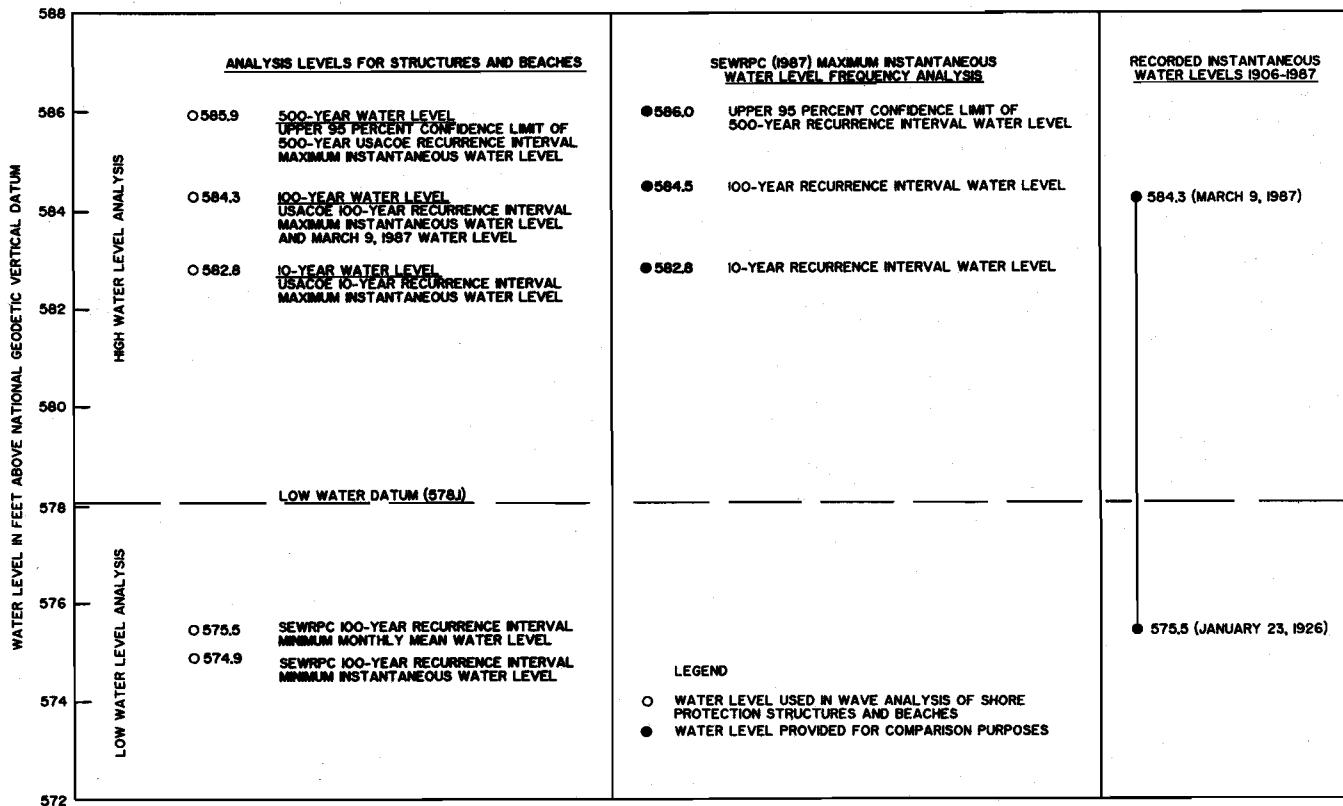 WATER LEVEL IN FEET ABOVE NATIONAL GEODETIC VERTICAL DATUM
588
586
584
582
580
578
576
574
572
HIGH WATER LEVEL ANALYSIS
LOW WATER LEVEL ANALYSIS
ANALYSIS LEVELS FOR STRUCTURES AND BEACHES
585.9
500-YEAR WATER LEVEL
UPPER 95 PERCENT CONFIDENCE LIMIT OF
500-YEAR USACOE RECURRENCE INTERVAL
MAXIMUM INSTANTANEOUS WATER LEVEL
584.3
100-YEAR WATER LEVEL
USACOE 100-YEAR RECURRENCE INTERVAL
MAXIMUM INSTANTANEOUS WATER LEVEL
AND MARCH 9, 1987 WATER LEVEL
582.8
10-YEAR WATER LEVEL
USACOE 10-YEAR RECURRENCE INTERVAL
MAXIMUM INSTANTANEOUS WATER LEVEL
LOW WATER DATUM (578.1)
575.5
SEWRPC 100-YEAR RECURRENCE INTERVAL
MINIMUM MONTHLY MEAN WATER LEVEL
574.9
SEWRPC 100-YEAR RECURRENCE INTERVAL
MINIMUM INSTANTANEOUS WATER LEVEL
SEWRPC (1987) MAXIMUM INSTANTANEOUS
WATER LEVEL FREQUENCY ANALYSIS
586.0
UPPER 95 PERCENT CONFIDENCE LIMIT OF
500-YEAR RECURRENCE INTERVAL WATER LEVEL
584.5
100-YEAR RECURRENCE INTERVAL WATER LEVEL
582.8
10-YEAR RECURRENCE INTERVAL WATER LEVEL
LEGEND
WATER LEVEL USED IN WAVE ANALYSIS OF SHORE
PROTECTION STRUCTURES AND BEACHES
WATER LEVEL PROVIDED FOR COMPARISON PURPOSES
RECORDED INSTANTANEOUS
WATER LEVELS 1906-1987
584.3 (MARCH 9, 1987)
575.5 (JANUARY 23, 1926)